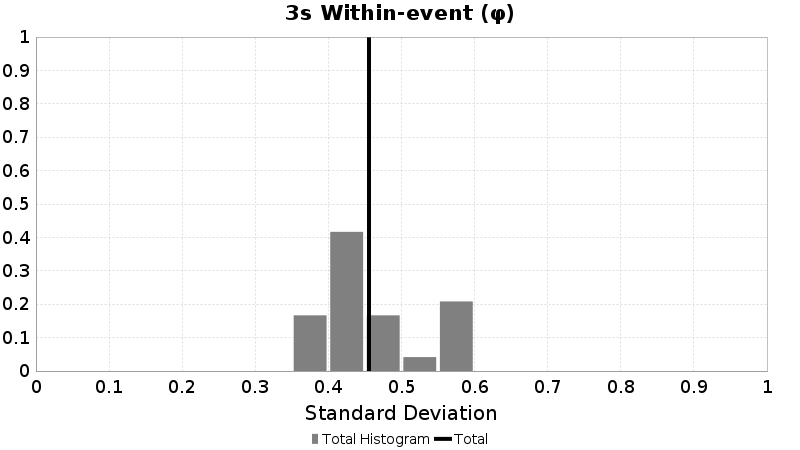 3s Within-event (φ)
1
0.9
0.8
0.7
0.6
0.5
0.4
0.3
0.2
0.1
0
0 0.1 0.2 0.3 0.4 0.5 0.6 0.7 0.8 0.9 1
Standard Deviation
Total Histogram Total